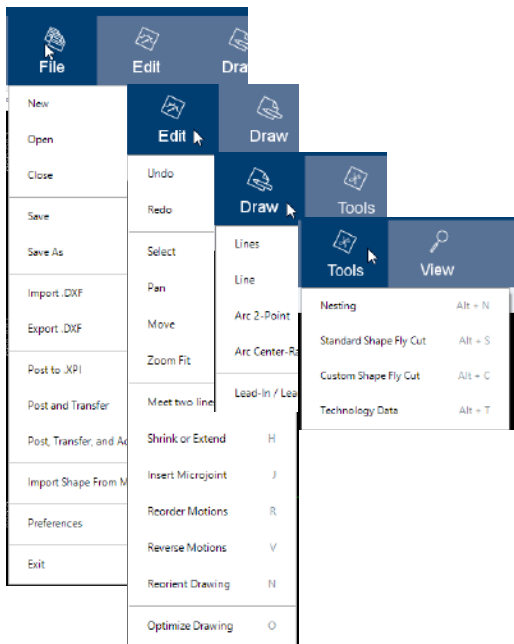 File
Edit
Dra
New
Open
Close
Save
Save As
Import .DXF
Export .DXF
Post to .XPI
Post and Transfer
Post, Transfer, and Ac
Import Shape From M
Preferences
Exit
Edit
Draw
Undo
Redo
Select
Pan
Move
Zoom Fit
Meet two line
Shrink or Extend H
Insert Microjoint J
Reorder Motions R
Reverse Motions V
Reorient Drawing N
Optimize Drawing O
Draw
Tools
Lines
Line
Arc 2-Point
Arc Center-Ra
Lead-In / Lea
Tools
View
Nesting Alt + N
Standard Shape Fly Cut Alt + S
Custom Shape Fly Cut Alt + C
Technology Data Alt + T